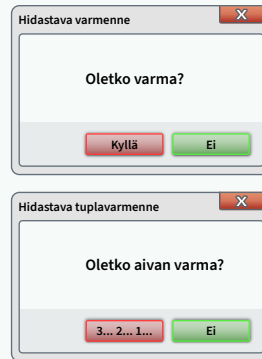 Hidastava varmenne
X
Oletko varma?
Kyllä Ei
Hidastava tuplavarmenne
X
Oletko aivan varma?
3... 2... 1... Ei